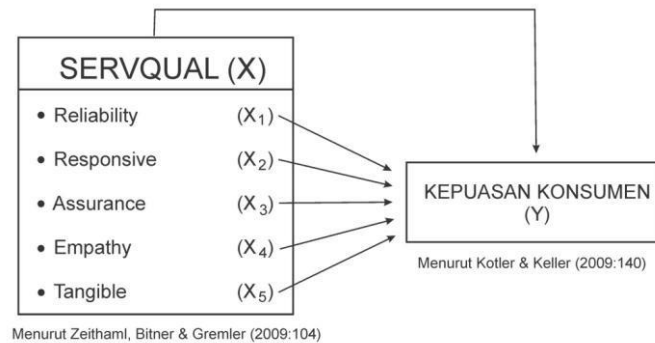 SERVQUAL (X)
• Reliability (X₁)
• Responsive (X₂)
• Assurance (X₃)
• Empathy (X₄)
• Tangible (X₅)
Menurut Zeithaml, Bitner & Gremler (2009:104)
KEPUASAN KONSUMEN
(Y)
Menurut Kotler & Keller (2009:140)